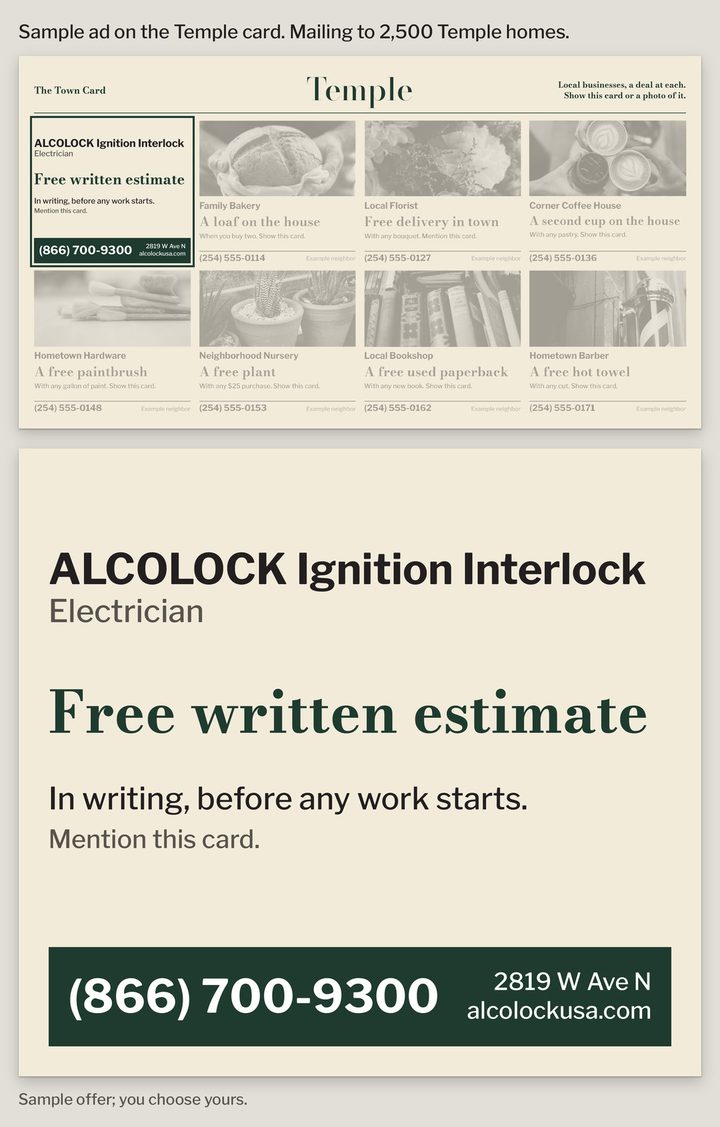 Sample ad on the Temple card. Mailing to 2,500 Temple homes.
The Town Card
Temple
Local businesses, a deal at each.
Show this card or a photo of it.
ALCOLOCK Ignition Interlock
Electrician
Free written estimate
In writing, before any work starts.
Mention this card.
(866) 700-9300
2819 W Ave N
alcolockusa.com
Family Bakery
A loaf on the house
When you buy two. Show this card.
(254) 555-0114
Example neighbor
Local Florist
Free delivery in town
With any bouquet. Mention this card.
(254) 555-0127
Example neighbor
Corner Coffee House
A second cup on the house
With any pastry. Show this card.
(254) 555-0136
Example neighbor
Hometown Hardware
A free paintbrush
With any gallon of paint. Show this card.
(254) 555-0148
Example neighbor
Neighborhood Nursery
A free plant
With any $25 purchase. Show this card.
(254) 555-0153
Example neighbor
Local Bookshop
A free used paperback
With any new book. Show this card.
(254) 555-0162
Example neighbor
Hometown Barber
A free hot towel
With any cut. Show this card.
(254) 555-0171
Example neighbor
ALCOLOCK Ignition Interlock
Electrician
Free written estimate
In writing, before any work starts.
Mention this card.
(866) 700-9300
2819 W Ave N
alcolockusa.com
Sample offer; you choose yours.